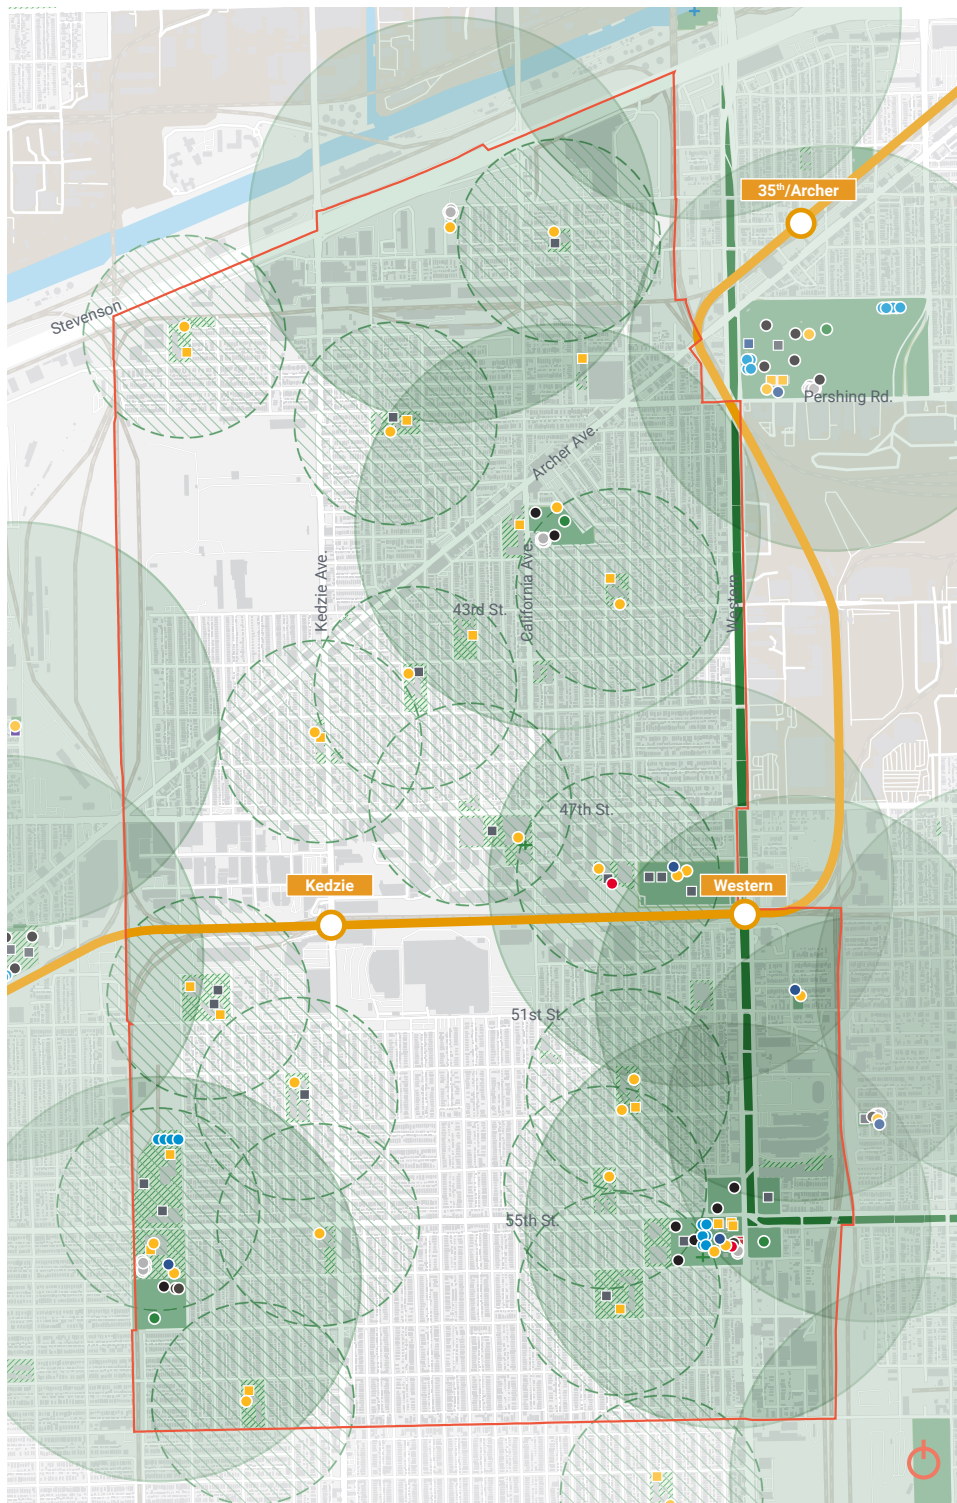 35th/Archer
Stevenson
Pershing Rd.
Archer Ave.
Kedzie Ave.
California Ave.
Western
43rd St.
47th St.
Kedzie
Western
51st St.
55th St.